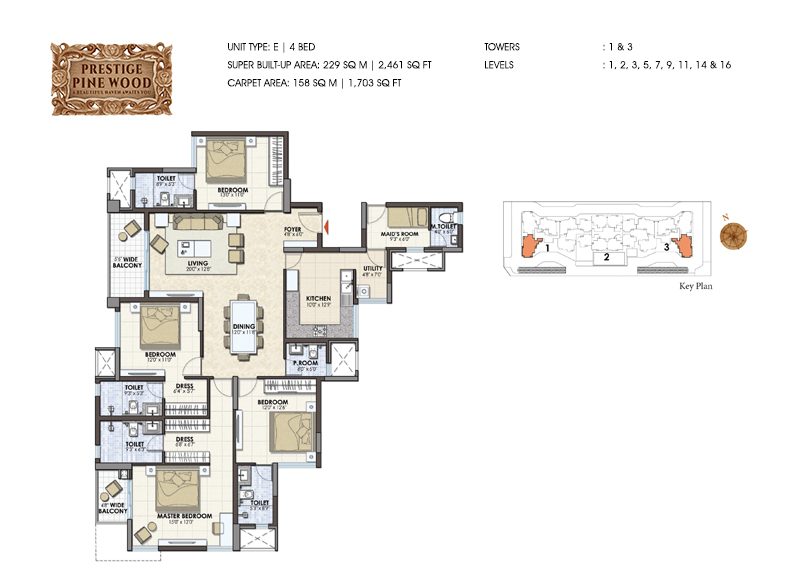 PRESTIGE
PINE WOOD
A BEAUTIFUL HAVEN AWAITS YOU
UNIT TYPE: E | 4 BED
SUPER BUILT-UP AREA: 229 SQ M | 2,461 SQ FT
CARPET AREA: 158 SQ M | 1,703 SQ FT
TOWERS : 1 & 3
LEVELS : 1, 2, 3, 5, 7, 9, 11, 14 & 16
TOILET
8'9" x 5'3"
BEDROOM
13'0" x 11'0"
FOYER
4'8" x 6'0"
MAID'S ROOM
9'3" x 6'0"
M.TOILET
4'0" x 6'0"
5'6" WIDE
BALCONY
LIVING
20'0" x 12'8"
UTILITY
4'8" x 7'0"
KITCHEN
10'0" x 12'9"
DINING
12'0" x 11'8"
BEDROOM
12'0" x 11'0"
P.ROOM
6'0" x 5'0"
TOILET
9'3" x 5'3"
DRESS
6'4" x 5'7"
BEDROOM
12'0" x 12'6"
TOILET
9'3" x 6'3"
DRESS
6'8" x 6'7"
4'8" WIDE
BALCONY
MASTER BEDROOM
15'0" x 12'3"
TOILET
5'3" x 8'9"
N
1
2
3
Key Plan